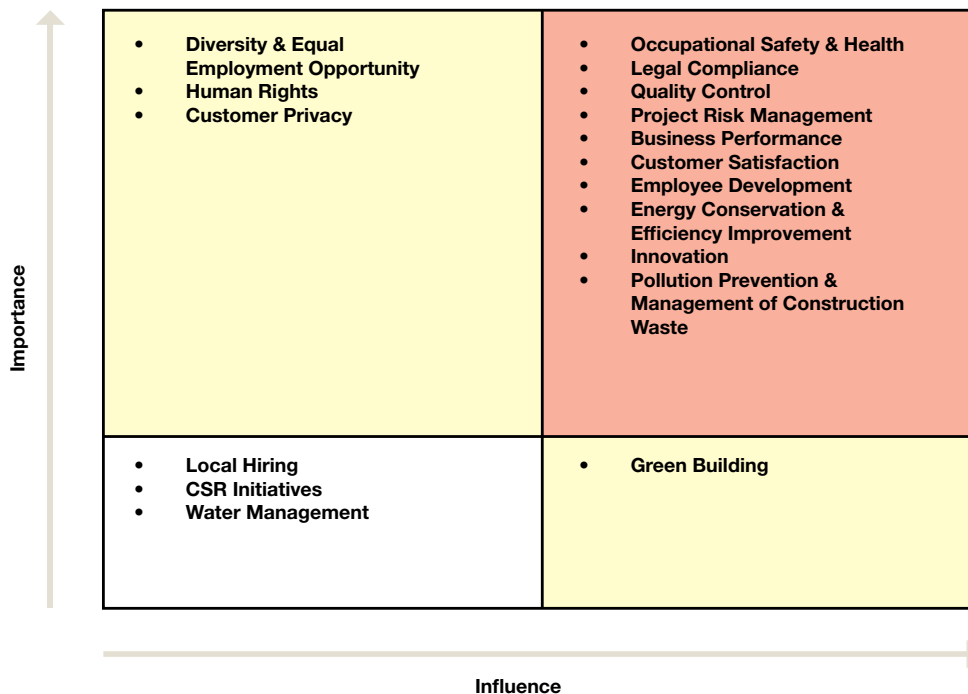 • Diversity & Equal
Employment Opportunity
• Human Rights
• Customer Privacy
• Occupational Safety & Health
• Legal Compliance
• Quality Control
• Project Risk Management
• Business Performance
• Customer Satisfaction
• Employee Development
• Energy Conservation &
Efficiency Improvement
• Innovation
• Pollution Prevention &
Management of Construction
Waste
Importance
• Local Hiring
• CSR Initiatives
• Water Management
• Green Building
Influence